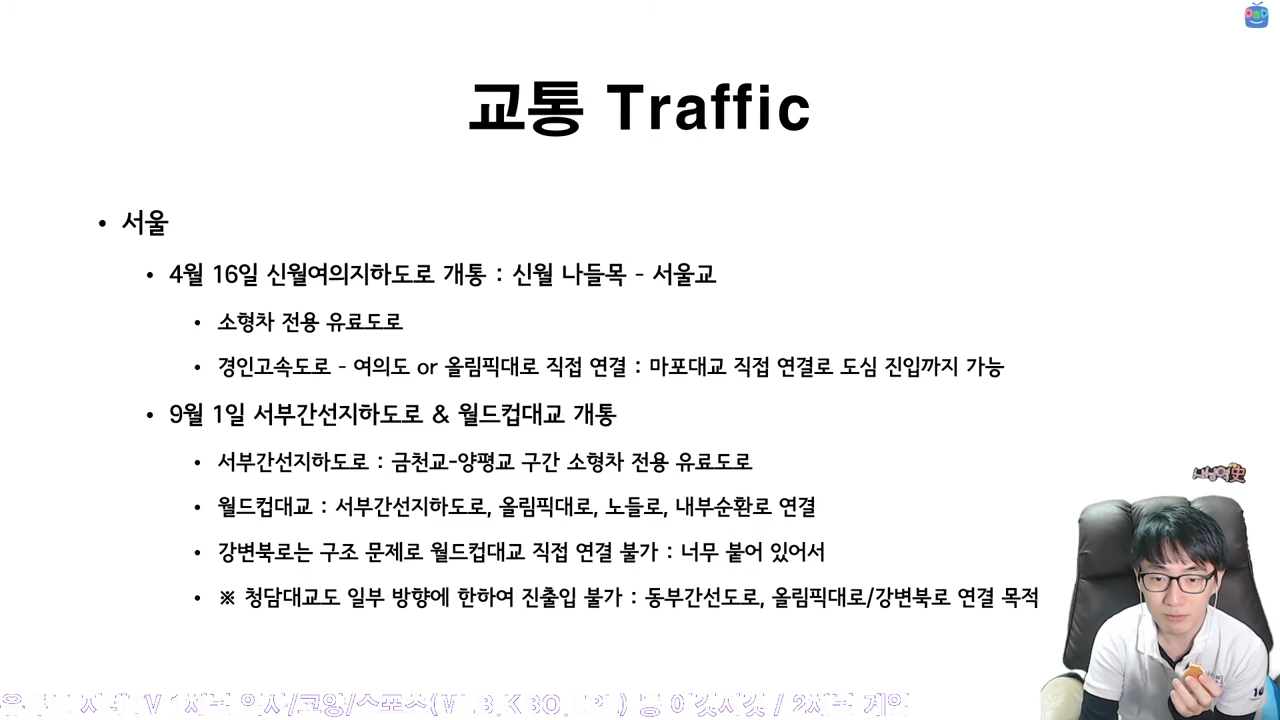 교통 Traffic
• 서울
• 4월 16일 신월여의지하도로 개통 : 신월 나들목 - 서울교
• 소형차 전용 유료도로
• 경인고속도로 - 여의도 or 올림픽대로 직접 연결 : 마포대교 직접 연결로 도심 진입까지 가능
• 9월 1일 서부간선지하도로 & 월드컵대교 개통
• 서부간선지하도로 : 금천교-양평교 구간 소형차 전용 유료도로
• 월드컵대교 : 서부간선지하도로, 올림픽대로, 노들로, 내부순환로 연결
• 강변북로는 구조 문제로 월드컵대교 직접 연결 불가 : 너무 붙어 있어서
• ※ 청담대교도 일부 방향에 한하여 진출입 불가 : 동부간선도로, 올림픽대로/강변북로 연결 목적